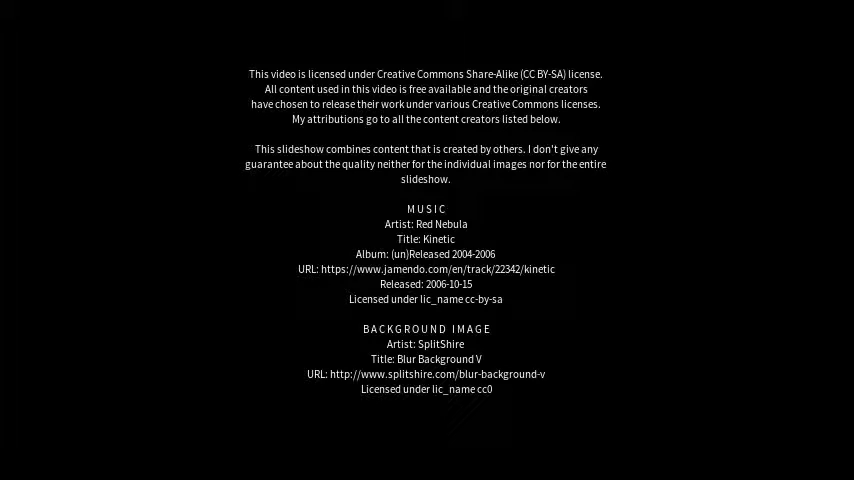 This video is licensed under Creative Commons Share-Alike (CC BY-SA) license.
All content used in this video is free available and the original creators
have chosen to release their work under various Creative Commons licenses.
My attributions go to all the content creators listed below.
This slideshow combines content that is created by others. I don't give any
guarantee about the quality neither for the individual images nor for the entire
slideshow.
MUSIC
Artist: Red Nebula
Title: Kinetic
Album: (un)Released 2004-2006
URL: https://www.jamendo.com/en/track/22342/kinetic
Released: 2006-10-15
Licensed under lic_name cc-by-sa
BACKGROUND IMAGE
Artist: SplitShire
Title: Blur Background V
URL: http://www.splitshire.com/blur-background-v
Licensed under lic_name cc0